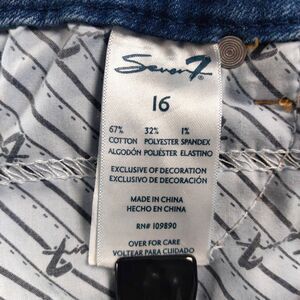 Seven7®
16
67% 32% 1%
COTTON POLYESTER SPANDEX
ALGODÓN POLIÉSTER ELASTINO
EXCLUSIVE OF DECORATION
EXCLUSIVO DE DECORACIÓN
MADE IN CHINA
HECHO EN CHINA
RN# 109890
OVER FOR CARE
VOLTEAR PARA CUIDADO